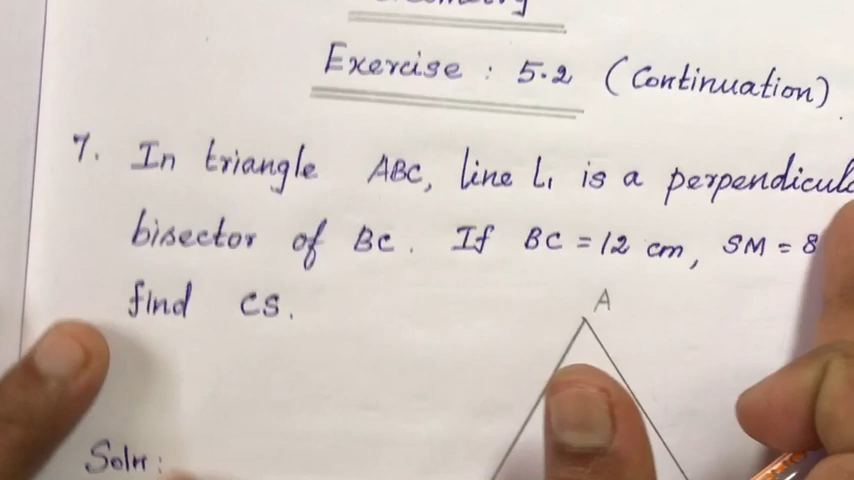 Exercise : 5.2 (Continuation)
7. In triangle ABC, line L₁ is a
bisector of BC. If BC = 12 cm, SM = 8
find CS.
A
Soln: